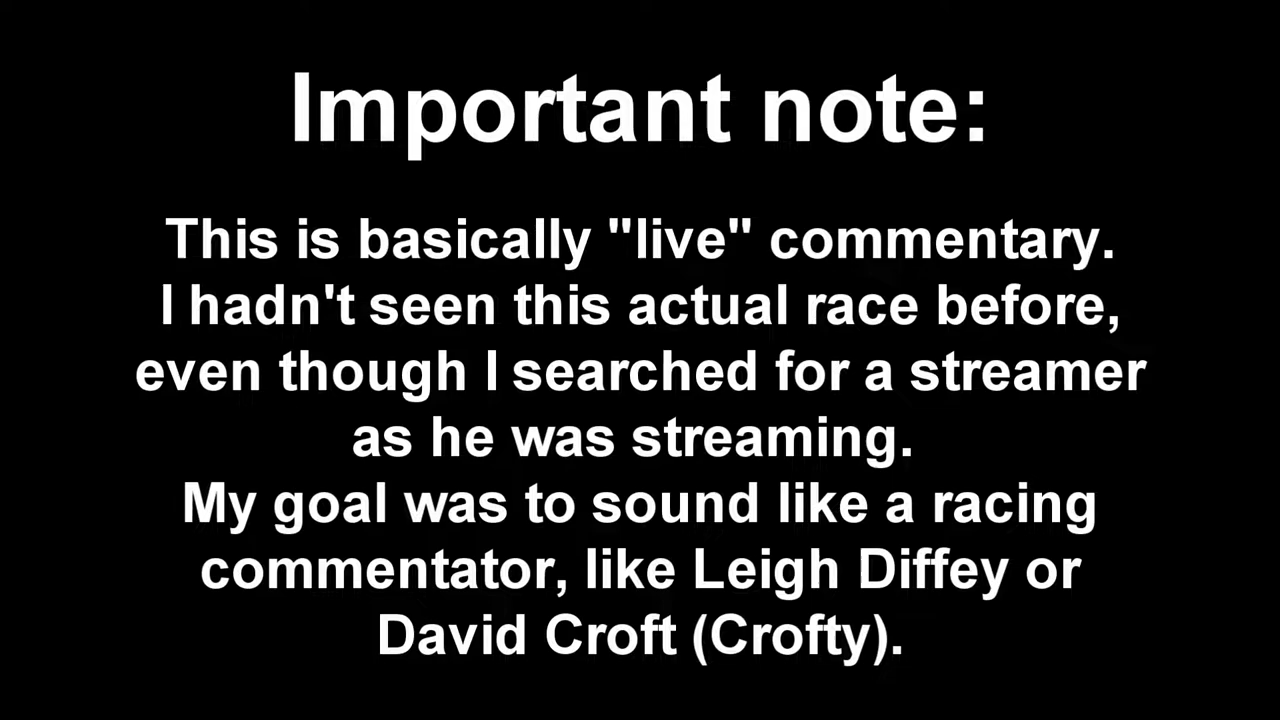 Important note:
This is basically "live" commentary.
I hadn't seen this actual race before,
even though I searched for a streamer
as he was streaming.
My goal was to sound like a racing
commentator, like Leigh Diffey or
David Croft (Crofty).